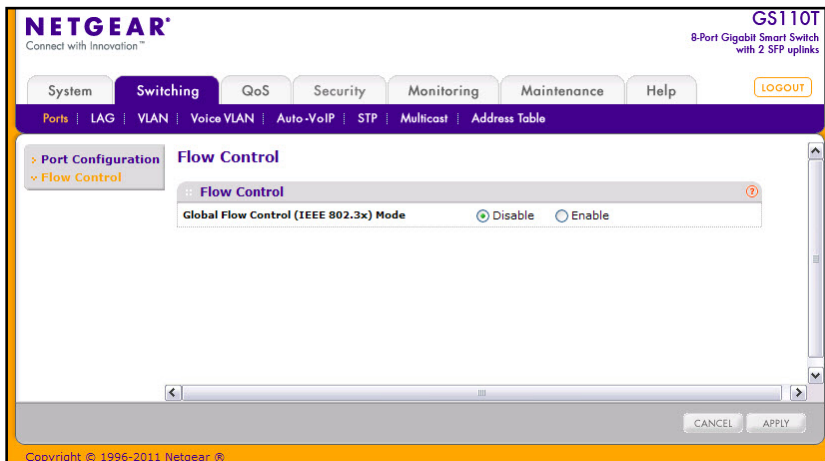 NETGEAR®
Connect with Innovation™
GS110T
8-Port Gigabit Smart Switch
with 2 SFP uplinks
System Switching QoS Security Monitoring Maintenance Help LOGOUT
Ports LAG VLAN Voice VLAN Auto-VoIP STP Multicast Address Table
Port Configuration
Flow Control
Flow Control
Flow Control ?
Global Flow Control (IEEE 802.3x) Mode Disable Enable
CANCEL APPLY
Copyright © 1996-2011 Netgear ®